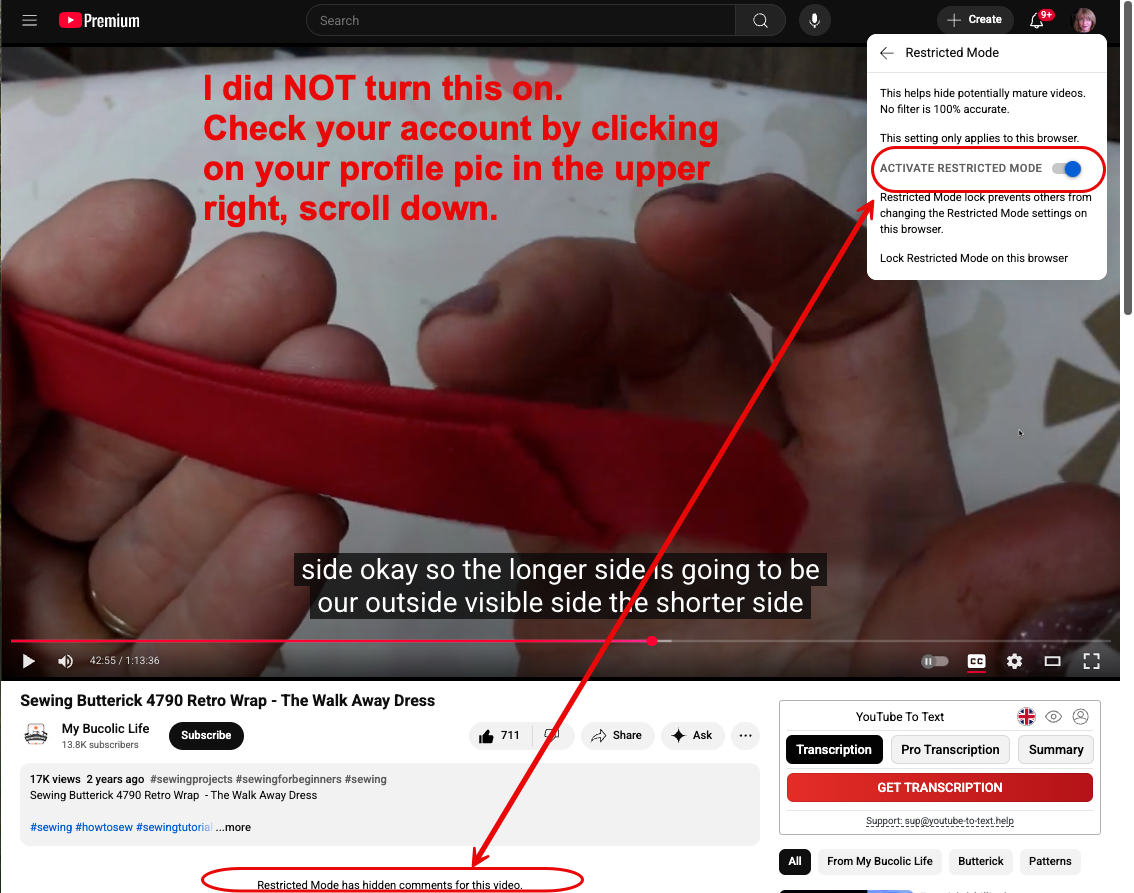 Premium
Search
Create
9+
Restricted Mode
This helps hide potentially mature videos.
No filter is 100% accurate.
This setting only applies to this browser.
ACTIVATE RESTRICTED MODE
Restricted Mode lock prevents others from
changing the Restricted Mode settings on
this browser.
Lock Restricted Mode on this browser
I did NOT turn this on.
Check your account by clicking
on your profile pic in the upper
right, scroll down.
side okay so the longer side is going to be
our outside visible side the shorter side
42:55 / 1:13:36
CC
Sewing Butterick 4790 Retro Wrap - The Walk Away Dress
My Bucolic Life
13.8K subscribers
Subscribe
711
Share
Ask
17K views 2 years ago #sewingprojects #sewingforbeginners #sewing
Sewing Butterick 4790 Retro Wrap - The Walk Away Dress
#sewing #howtosew #sewingtutorial ...more
Restricted Mode has hidden comments for this video.
YouTube To Text
Transcription
Pro Transcription
Summary
GET TRANSCRIPTION
Support: sup@youtube-to-text.help
All
From My Bucolic Life
Butterick
Patterns